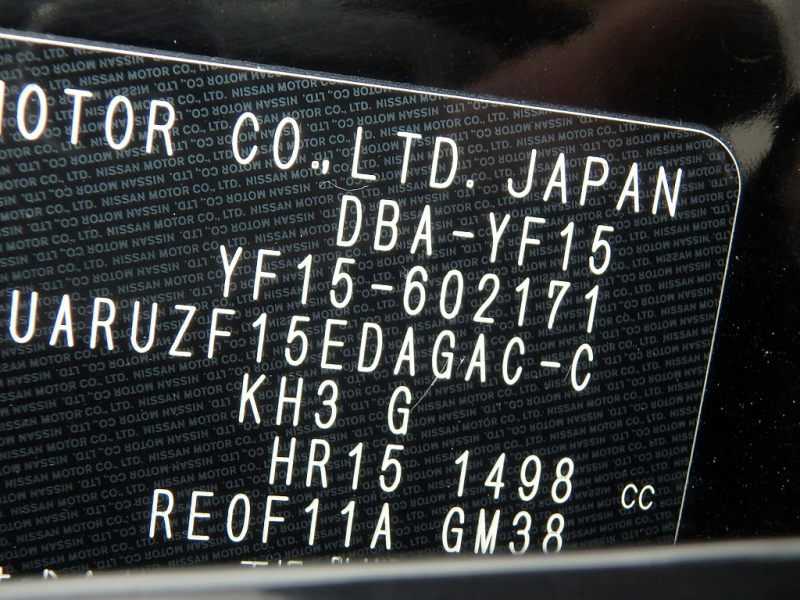 MOTOR CO.,LTD. JAPAN
DBA-YF15
YF15-602171
UARUZF15EDAGAC-C
KH3 G
HR15 1498 CC
RE0F11A GM38